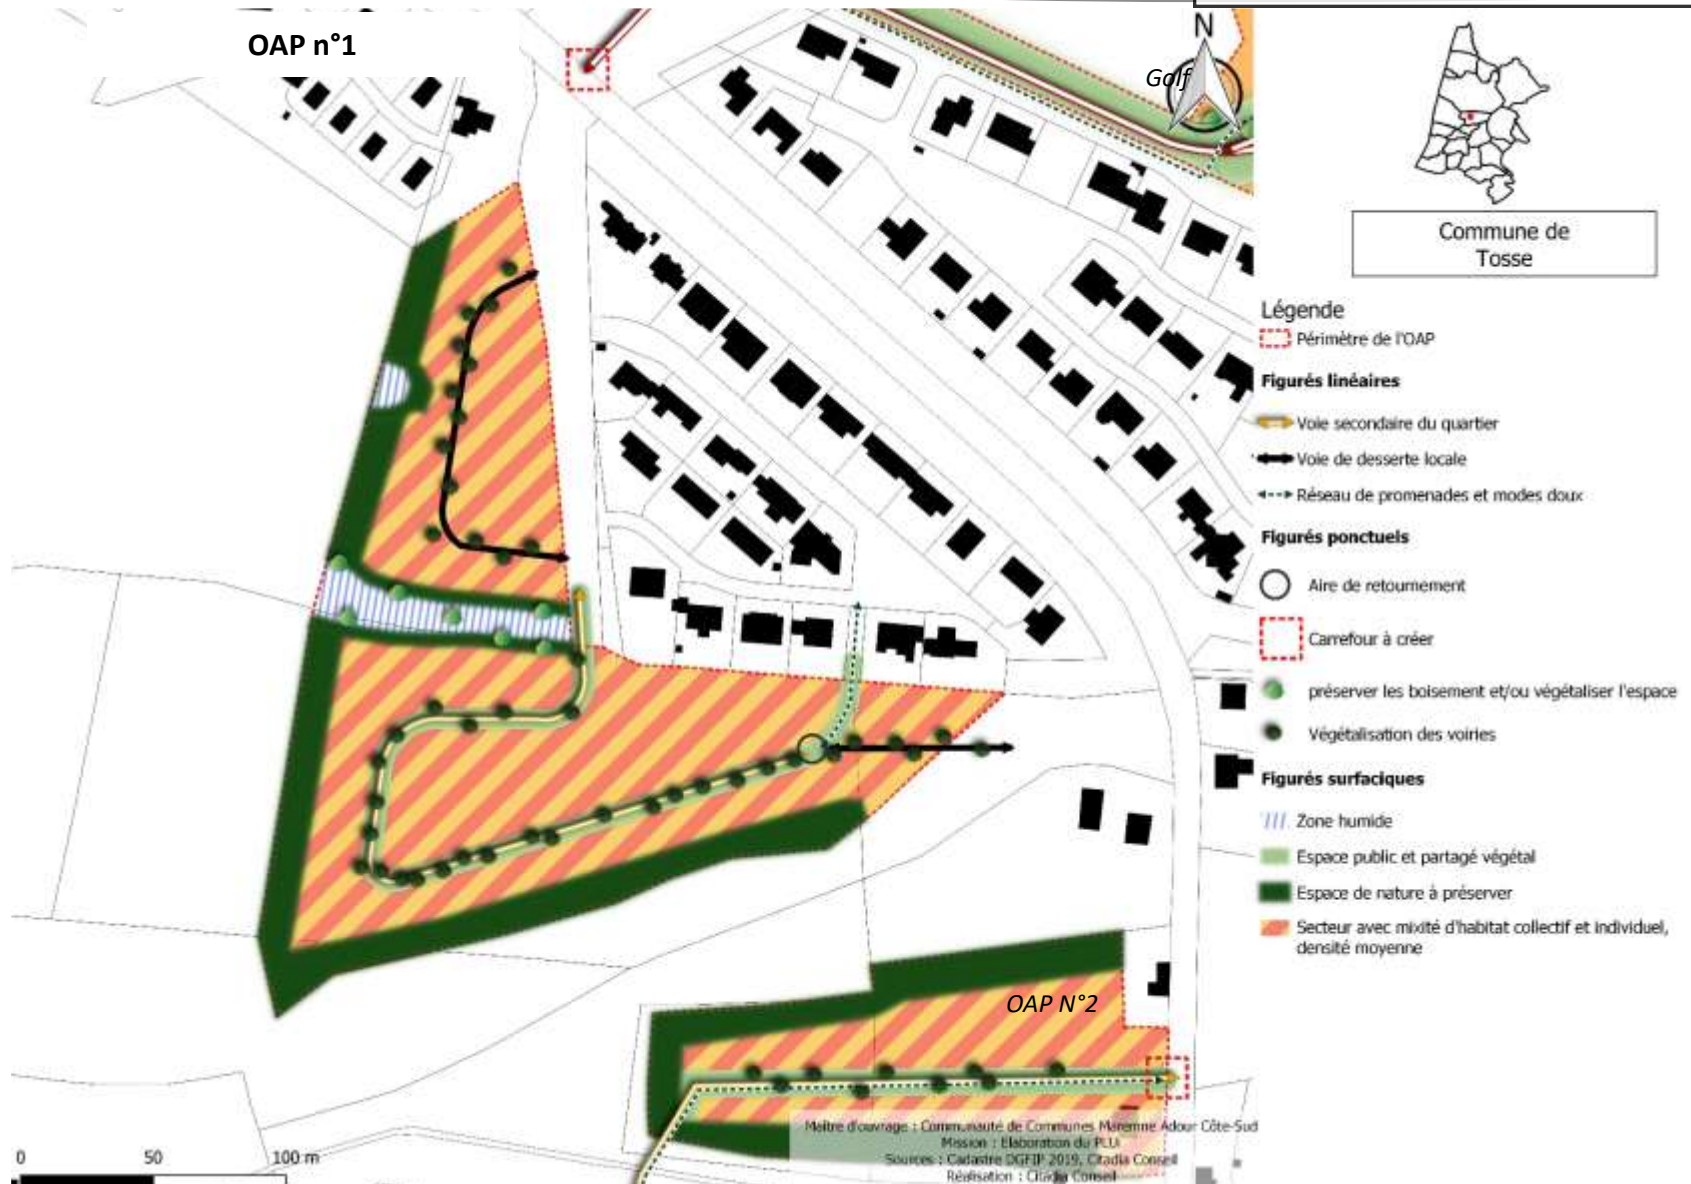 OAP n°1
Golf
N
Commune de
Tosse
Légende
Périmètre de l'OAP
Figurés linéaires
Voie secondaire du quartier
Voie de desserte locale
Réseau de promenades et modes doux
Figurés ponctuels
Aire de retournement
Carrefour à créer
préserver les boisement et/ou végétaliser l'espace
Végétalisation des voiries
Figurés surfaciques
Zone humide
Espace public et partagé végétal
Espace de nature à préserver
Secteur avec mixité d'habitat collectif et individuel,
densité moyenne
OAP N°2
Maître d'ouvrage : Communauté de Communes Maremne Adour Côte-Sud
Mission : Elaboration du PLUi
Sources : Cadastre DGFIP 2019, Citadia Conseil
Réalisation : Citadia Conseil
0 50 100 m